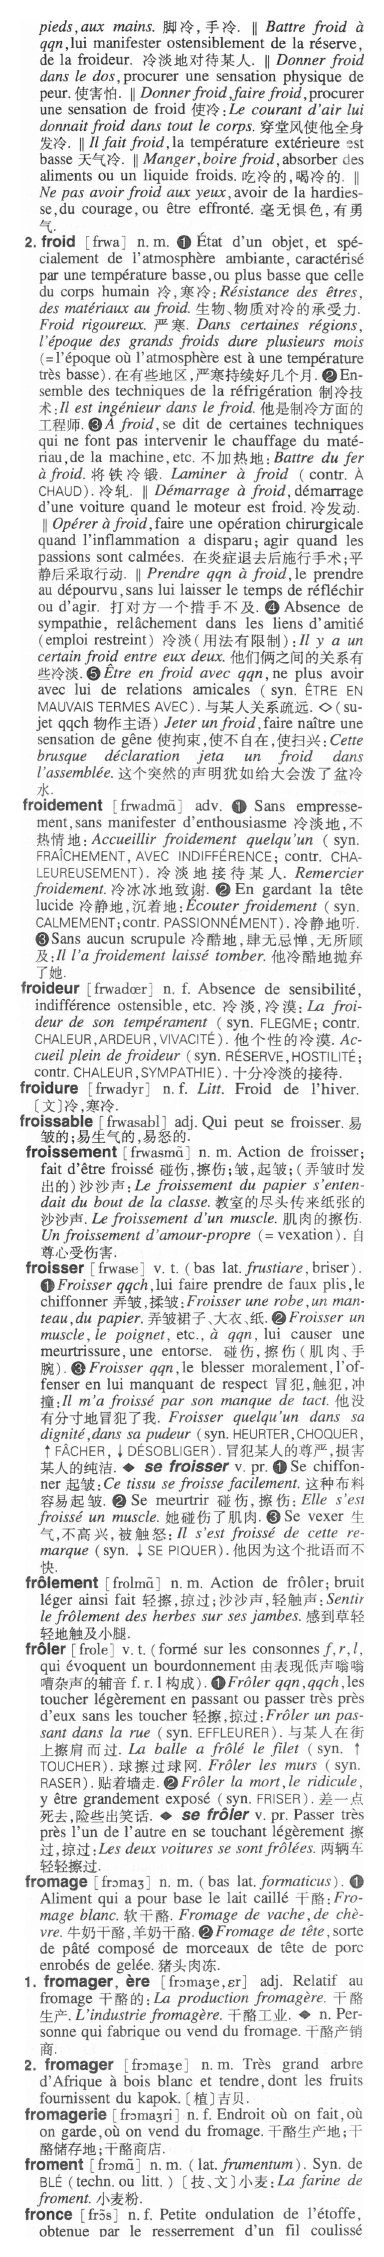 pieds, aux mains. 脚冷, 手冷. ‖ Battre froid à
qqn, lui manifester ostensiblement de la réserve,
de la froideur. 冷淡地对待某人. ‖ Donner froid
dans le dos, procurer une sensation physique de
peur. 使害怕. ‖ Donner froid, faire froid, procurer
une sensation de froid 使冷: Le courant d'air lui
donnait froid dans tout le corps. 穿堂风使他全身
发冷. ‖ Il fait froid, la température extérieure est
basse 天气冷. ‖ Manger, boire froid, absorber des
aliments ou un liquide froids. 吃冷的, 喝冷的. ‖
Ne pas avoir froid aux yeux, avoir de la hardies-
se, du courage, ou être effronté. 毫无惧色, 有勇
气.
2. froid [frwa] n. m. ❶ État d'un objet, et spé-
cialement de l'atmosphère ambiante, caractérisé
par une température basse, ou plus basse que celle
du corps humain 冷, 寒冷: Résistance des êtres,
des matériaux au froid. 生物、物质对冷的承受力.
Froid rigoureux. 严寒. Dans certaines régions,
l'époque des grands froids dure plusieurs mois
(= l'époque où l'atmosphère est à une température
très basse). 在有些地区, 严寒持续好几个月. ❷ En-
semble des techniques de la réfrigération 制冷技
术: Il est ingénieur dans le froid. 他是制冷方面的
工程师. ❸ À froid, se dit de certaines techniques
qui ne font pas intervenir le chauffage du maté-
riau, de la machine, etc. 不加热地: Battre du fer
à froid. 将铁冷锻. Laminer à froid ( contr. À
CHAUD). 冷轧. ‖ Démarrage à froid, démarrage
d'une voiture quand le moteur est froid. 冷发动.
‖ Opérer à froid, faire une opération chirurgicale
quand l'inflammation a disparu; agir quand les
passions sont calmées. 在炎症退去后施行手术; 平
静后采取行动. ‖ Prendre qqn à froid, le prendre
au dépourvu, sans lui laisser le temps de réfléchir
ou d'agir. 打对方一个措手不及. ❹ Absence de
sympathie, relâchement dans les liens d'amitié
(emploi restreint) 冷淡(用法有限制): Il y a un
certain froid entre eux deux. 他们俩之间的关系有
些冷淡. ❺ Être en froid avec qqn, ne plus avoir
avec lui de relations amicales ( syn. ÊTRE EN
MAUVAIS TERMES AVEC). 与某人关系疏远. ◇ (su-
jet qqch 物作主语) Jeter un froid, faire naître une
sensation de gêne 使拘束, 使不自在, 使扫兴: Cette
brusque déclaration jeta un froid dans
l'assemblée. 这个突然的声明犹如给大会泼了盆冷
水.
froidement [frwadmɑ̃] adv. ❶ Sans empresse-
ment, sans manifester d'enthousiasme 冷淡地, 不
热情地: Accueillir froidement quelqu'un ( syn.
FRAÎCHEMENT, AVEC INDIFFÉRENCE; contr. CHA-
LEUREUSEMENT). 冷淡地接待某人. Remercier
froidement. 冷冰冰地致谢. ❷ En gardant la tête
lucide 冷静地, 沉着地: Écouter froidement ( syn.
CALMEMENT; contr. PASSIONNÉMENT). 冷静地听.
❸ Sans aucun scrupule 冷酷地, 肆无忌惮, 无所顾
及: Il l'a froidement laissé tomber. 他冷酷地抛弃
了她.
froideur [frwadœr] n. f. Absence de sensibilité,
indifférence ostensible, etc. 冷淡, 冷漠: La froi-
deur de son tempérament ( syn. FLEGME; contr.
CHALEUR, ARDEUR, VIVACITÉ). 他个性的冷漠. Ac-
cueil plein de froideur ( syn. RÉSERVE, HOSTILITÉ;
contr. CHALEUR, SYMPATHIE). 十分冷淡的接待.
froidure [frwadyr] n. f. Litt. Froid de l'hiver.
〔文〕冷, 寒冷.
froissable [frwasabl] adj. Qui peut se froisser. 易
皱的; 易生气的, 易怒的.
froissement [frwasmɑ̃] n. m. Action de froisser;
fait d'être froissé 碰伤, 擦伤; 皱, 起皱; (弄皱时发
出的)沙沙声: Le froissement du papier s'enten-
dait du bout de la classe. 教室的尽头传来纸张的
沙沙声. Le froissement d'un muscle. 肌肉的擦伤.
Un froissement d'amour-propre (= vexation). 自
尊心受伤害.
froisser [frwase] v. t. ( bas lat. frustiare, briser).
❶ Froisser qqch, lui faire prendre de faux plis, le
chiffonner 弄皱, 揉皱: Froisser une robe, un man-
teau, du papier. 弄皱裙子、大衣、纸. ❷ Froisser un
muscle, le poignet, etc., à qqn, lui causer une
meurtrissure, une entorse. 碰伤, 擦伤 (肌肉、手
腕). ❸ Froisser qqn, le blesser moralement, l'of-
fenser en lui manquant de respect 冒犯, 触犯, 冲
撞: Il m'a froissé par son manque de tact. 他没
有分寸地冒犯了我. Froisser quelqu'un dans sa
dignité, dans sa pudeur (syn. HEURTER, CHOQUER,
↑ FÂCHER, ↓ DÉSOBLIGER). 冒犯某人的尊严, 损害
某人的纯洁. ◆ se froisser v. pr. ❶ Se chiffon-
ner 起皱: Ce tissu se froisse facilement. 这种布料
容易起皱. ❷ Se meurtrir 碰伤, 擦伤: Elle s'est
froissé un muscle. 她碰伤了肌肉. ❸ Se vexer 生
气, 不高兴, 被触怒: Il s'est froissé de cette re-
marque ( syn. ↓ SE PIQUER). 他因为这个批语而不
快.
frôlement [frolmɑ̃] n. m. Action de frôler; bruit
léger ainsi fait 轻擦, 掠过; 沙沙声, 轻触声: Sentir
le frôlement des herbes sur ses jambes. 感到草轻
轻地触及小腿.
frôler [frole] v. t. (formé sur les consonnes f, r, l,
qui évoquent un bourdonnement 由表现低声嗡嗡
嘈杂声的辅音 f. r. l 构成). ❶ Frôler qqn, qqch, les
toucher légèrement en passant ou passer très près
d'eux sans les toucher 轻擦, 掠过: Frôler un pas-
sant dans la rue ( syn. EFFLEURER). 与某人在街
上擦肩而过. La balle a frôlé le filet ( syn. ↑
TOUCHER). 球擦过球网. Frôler les murs ( syn.
RASER). 贴着墙走. ❷ Frôler la mort, le ridicule,
y être grandement exposé (syn. FRISER). 差一点
死去, 险些出笑话. ◆ se frôler v. pr. Passer très
près l'un de l'autre en se touchant légèrement 擦
过, 掠过: Les deux voitures se sont frôlées. 两辆车
轻轻擦过.
fromage [frɔmaʒ] n. m. ( bas lat. formaticus). ❶
Aliment qui a pour base le lait caillé 干酪: Fro-
mage blanc. 软干酪. Fromage de vache, de chè-
vre. 牛奶干酪, 羊奶干酪. ❷ Fromage de tête, sorte
de pâté composé de morceaux de tête de porc
enrobés de gelée. 猪头肉冻.
1. fromager, ère [frɔmaʒe, ɛr] adj. Relatif au
fromage 干酪的: La production fromagère. 干酪
生产. L'industrie fromagère. 干酪工业. ◆ n. Per-
sonne qui fabrique ou vend du fromage. 干酪产销
商.
2. fromager [frɔmaʒe] n. m. Très grand arbre
d'Afrique à bois blanc et tendre, dont les fruits
fournissent du kapok. 〔植〕吉贝.
fromagerie [frɔmaʒri] n. f. Endroit où on fait, où
on garde, où on vend du fromage. 干酪生产地; 干
酪储存地; 干酪商店.
froment [frɔmɑ̃] n. m. ( lat. frumentum). Syn. de
BLÉ (techn. ou litt. ) 〔技、文〕小麦: La farine de
froment. 小麦粉.
fronce [frɔ̃s] n. f. Petite ondulation de l'étoffe,
obtenue par le resserrement d'un fil coulissé